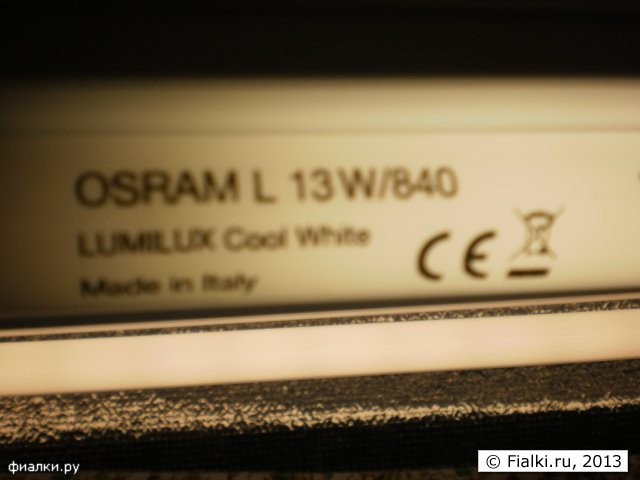 OSRAM L 13W/840
LUMILUX Cool White
Made in Italy
CE
фиалки.ру
© Fialki.ru, 2013